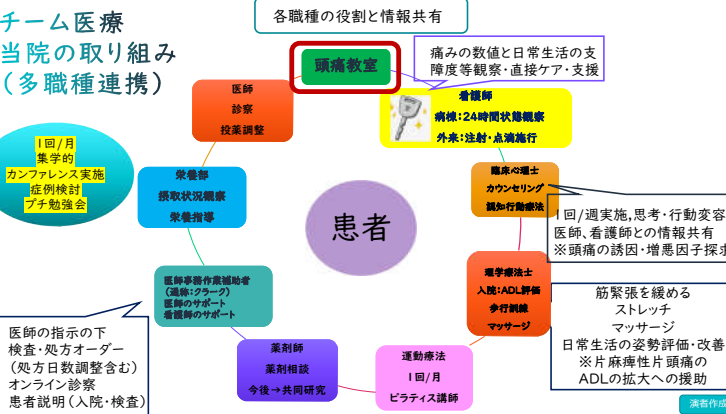 チーム医療
当院の取り組み
(多職種連携)
各職種の役割と情報共有
頭痛教室
痛みの数値と日常生活の支
障度等観察・直接ケア・支援
医師
診察
投薬調整
看護師
病棟:24時間状態観察
外来:注射・点滴施行
1回/月
集学的
カンファレンス実施
症例検討
プチ勉強会
栄養部
摂取状況観察
栄養指導
患者
臨床心理士
カウンセリング
認知行動療法
1回/週実施,思考・行動変容
医師、看護師との情報共有
※頭痛の誘因・増悪因子探求
医師事務作業補助者
(通称:クラーク)
医師のサポート
看護師のサポート
理学療法士
入院:ADL評価
歩行訓練
マッサージ
筋緊張を緩める
ストレッチ
マッサージ
日常生活の姿勢評価・改善
※片麻痺性片頭痛の
ADLの拡大への援助
医師の指示の下
検査・処方オーダー
(処方日数調整含む)
オンライン診察
患者説明(入院・検査)
薬剤師
薬剤相談
今後→共同研究
運動療法
1回/月
ピラティス講師
演者作成